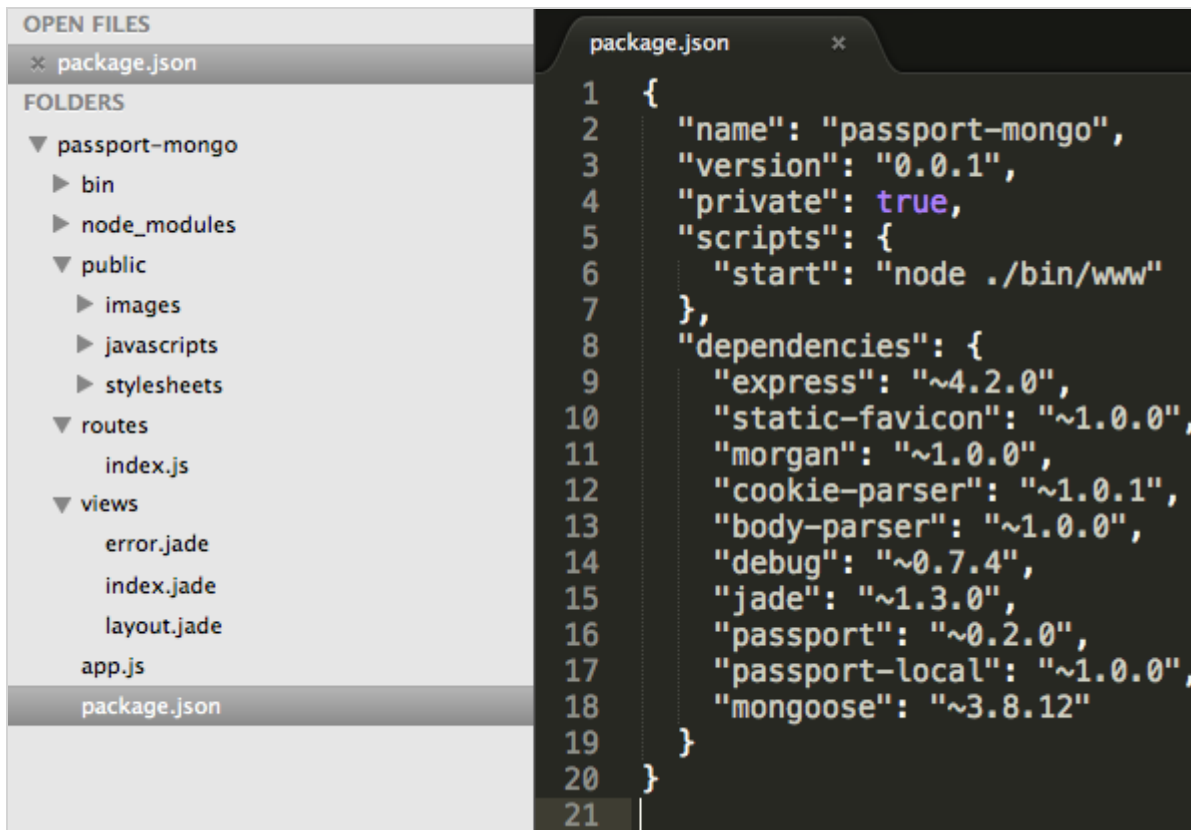 OPEN FILES
package.json
FOLDERS
passport-mongo
bin
node_modules
public
images
javascripts
stylesheets
routes
index.js
views
error.jade
index.jade
layout.jade
app.js
package.json
package.json
1 {
2 "name": "passport-mongo",
3 "version": "0.0.1",
4 "private": true,
5 "scripts": {
6 "start": "node ./bin/www"
7 },
8 "dependencies": {
9 "express": "~4.2.0",
10 "static-favicon": "~1.0.0",
11 "morgan": "~1.0.0",
12 "cookie-parser": "~1.0.1",
13 "body-parser": "~1.0.0",
14 "debug": "~0.7.4",
15 "jade": "~1.3.0",
16 "passport": "~0.2.0",
17 "passport-local": "~1.0.0",
18 "mongoose": "~3.8.12"
19 }
20 }
21